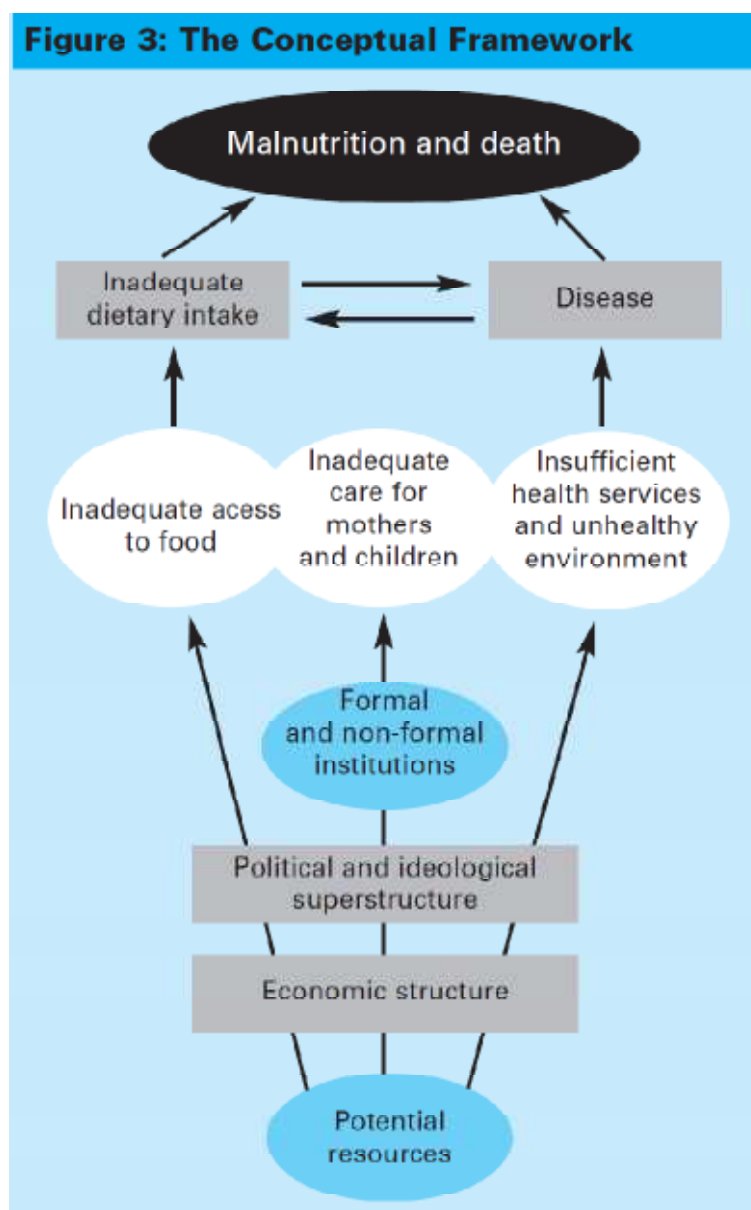 Figure 3: The Conceptual Framework
Malnutrition and death
Inadequate
dietary intake
Disease
Inadequate acess
to food
Inadequate
care for
mothers
and children
Insufficient
health services
and unhealthy
environment
Formal
and non-formal
institutions
Political and ideological
superstructure
Economic structure
Potential
resources